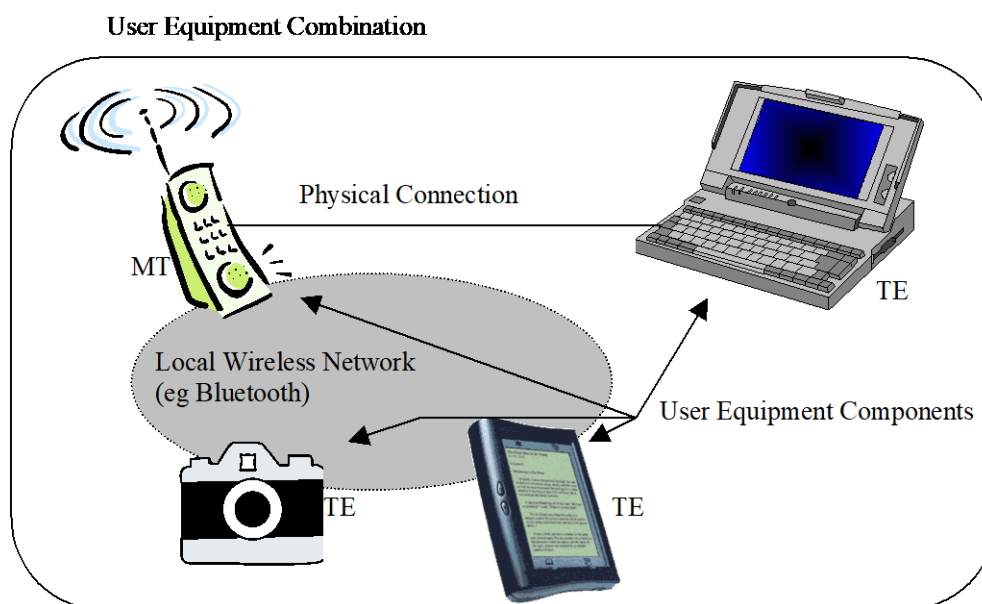 User Equipment Combination
Physical Connection
MT
TE
Local Wireless Network
(eg Bluetooth)
User Equipment Components
TE
TE